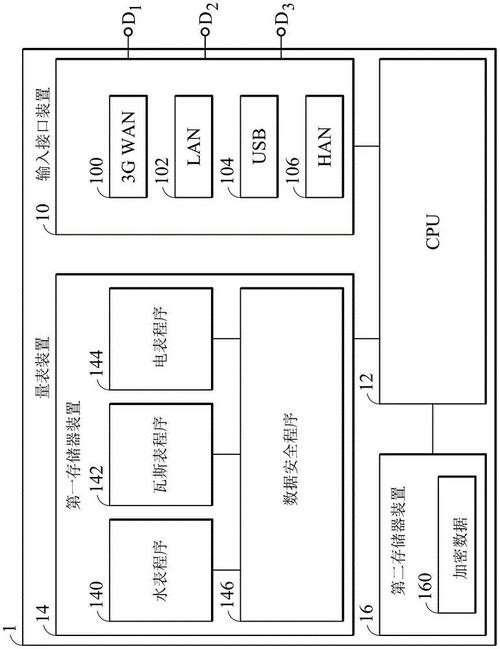 1
量表装置
14
第一存储器装置
140
水表程序
142
瓦斯表程序
144
电表程序
146
数据安全程序
10
输入接口装置
100
3G WAN
102
LAN
104
USB
106
HAN
D1
D2
D3
16
第二存储器装置
160
加密数据
12
CPU